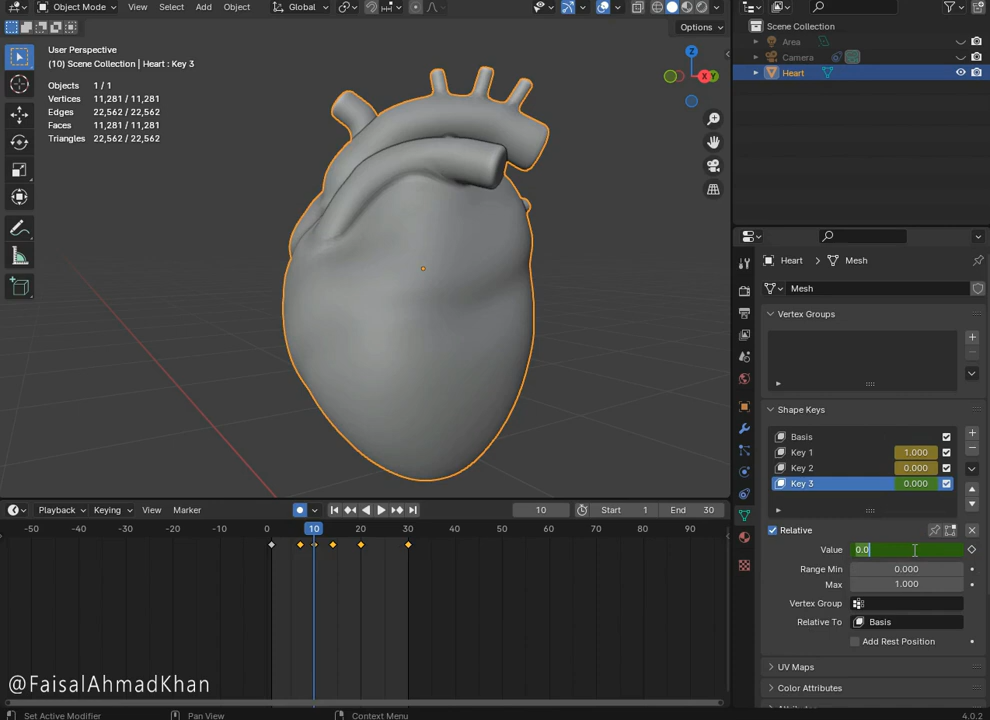 Object Mode View Select Add Object Global
Options
User Perspective
(10) Scene Collection | Heart : Key 3
Objects 1 / 1
Vertices 11,281 / 11,281
Edges 22,562 / 22,562
Faces 11,281 / 11,281
Triangles 22,562 / 22,562
Z
X
Y
Scene Collection
Area
Camera
Heart
Heart > Mesh
Mesh
Vertex Groups
Shape Keys
Basis
Key 1 1.000
Key 2 0.000
Key 3 0.000
Relative
Value 0.0
Range Min 0.000
Max 1.000
Vertex Group
Relative To Basis
Add Rest Position
UV Maps
Color Attributes
Playback Keying View Marker 10 Start 1 End 30
-50 -40 -30 -20 -10 0 10 20 30 40 50 60 70 80 90
@FaisalAhmadKhan
Set Active Modifier Pan View Context Menu 4.0.2